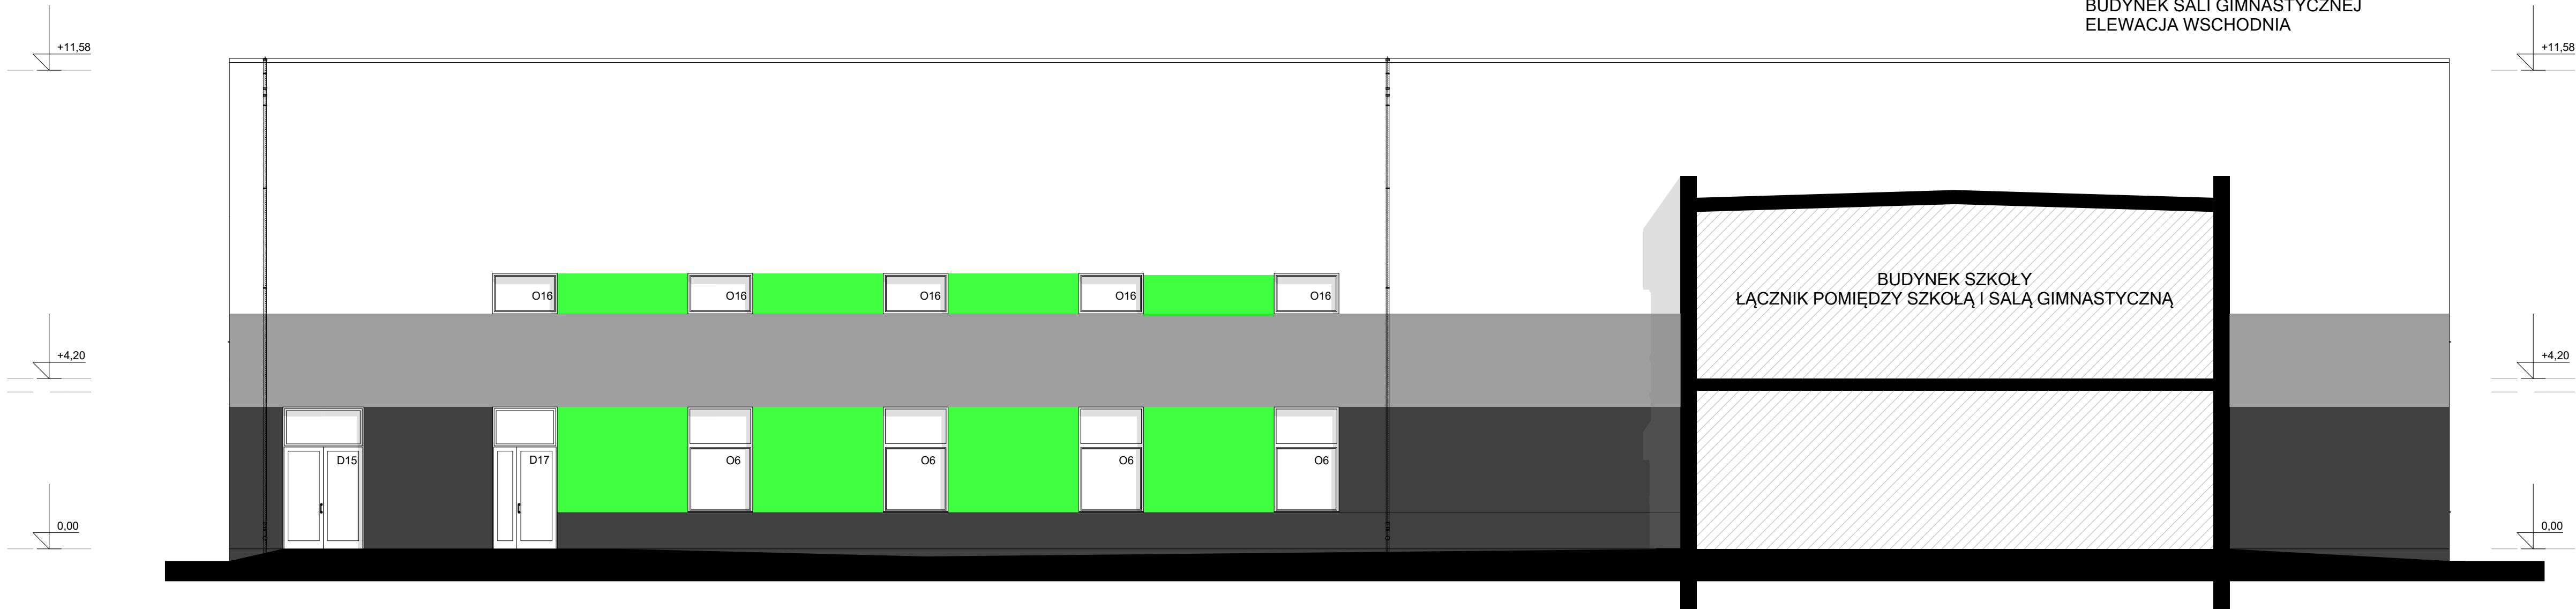 BUDYNEK SALI GIMNASTYCZNEJ
ELEWACJA WSCHODNIA
+11,58
+11,58
BUDYNEK SZKOŁY
ŁĄCZNIK POMIĘDZY SZKOŁĄ I SALĄ GIMNASTYCZNĄ
O16
O16
O16
O16
O16
+4,20
+4,20
D15
D17
O6
O6
O6
O6
0,00
0,00